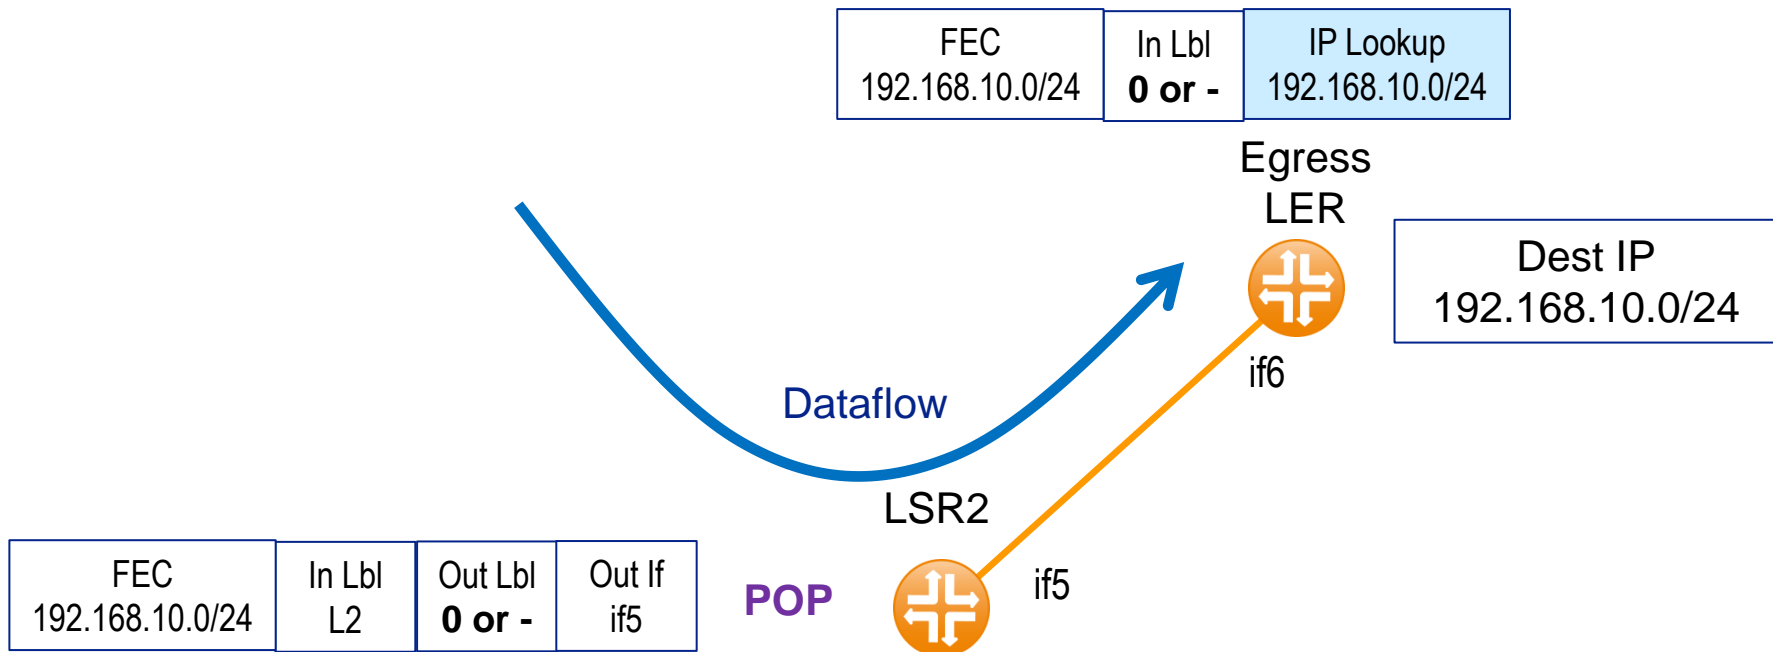 FEC
192.168.10.0/24
In Lbl
0 or -
IP Lookup
192.168.10.0/24
Egress
LER
Dest IP
192.168.10.0/24
if6
Dataflow
LSR2
if5
POP
FEC
192.168.10.0/24
In Lbl
L2
Out Lbl
0 or -
Out If
if5